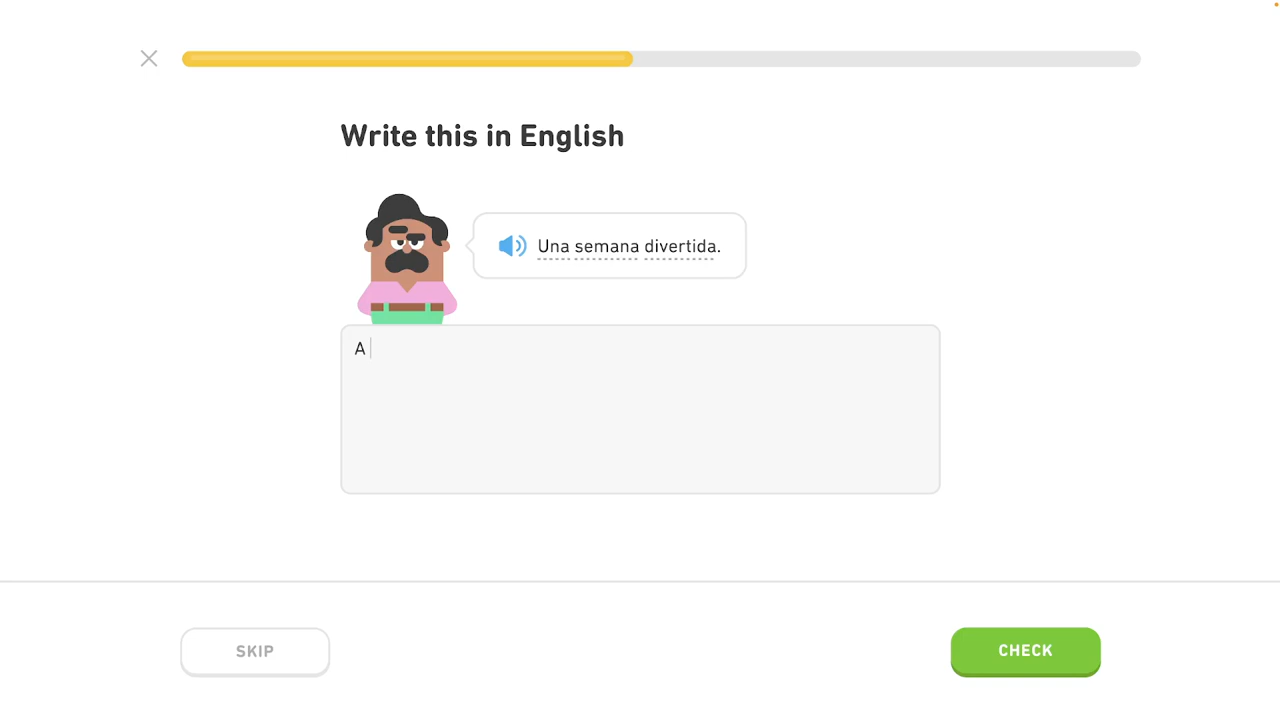 Write this in English
Una semana divertida.
A
SKIP
CHECK